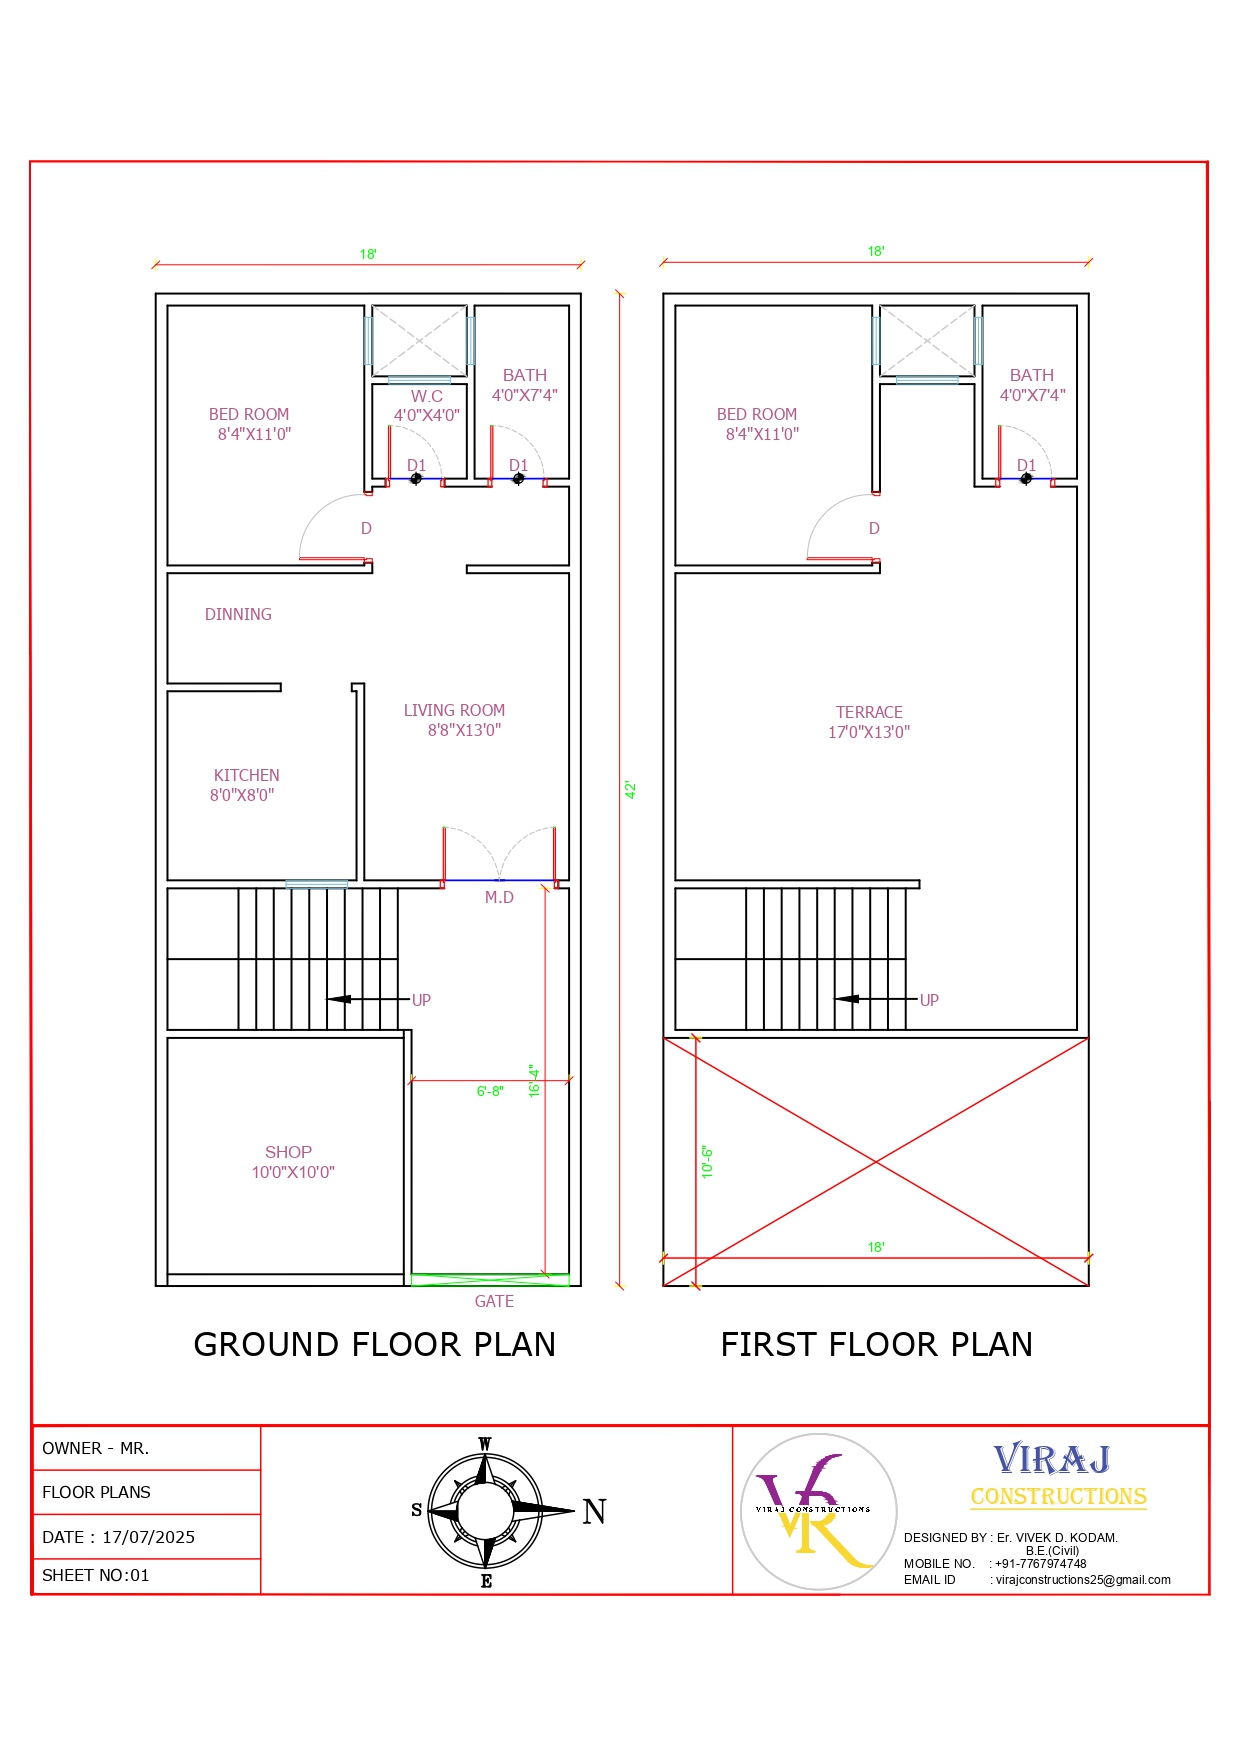 18'
18'
BED ROOM
8'4"X11'0"
W.C
4'0"X4'0"
BATH
4'0"X7'4"
D1
D1
D
DINNING
LIVING ROOM
8'8"X13'0"
KITCHEN
8'0"X8'0"
M.D
UP
6'-8"
16'-4"
SHOP
10'0"X10'0"
GATE
42'
GROUND FLOOR PLAN
BED ROOM
8'4"X11'0"
BATH
4'0"X7'4"
D1
D
TERRACE
17'0"X13'0"
UP
10'-6"
18'
FIRST FLOOR PLAN
OWNER - MR.
FLOOR PLANS
DATE : 17/07/2025
SHEET NO:01
W
S
N
E
VR
VIRAJ CONSTRUCTIONS
VR
VIRAJ
CONSTRUCTIONS
DESIGNED BY : Er. VIVEK D. KODAM.
B.E.(Civil)
MOBILE NO. : +91-7767974748
EMAIL ID : virajconstructions25@gmail.com